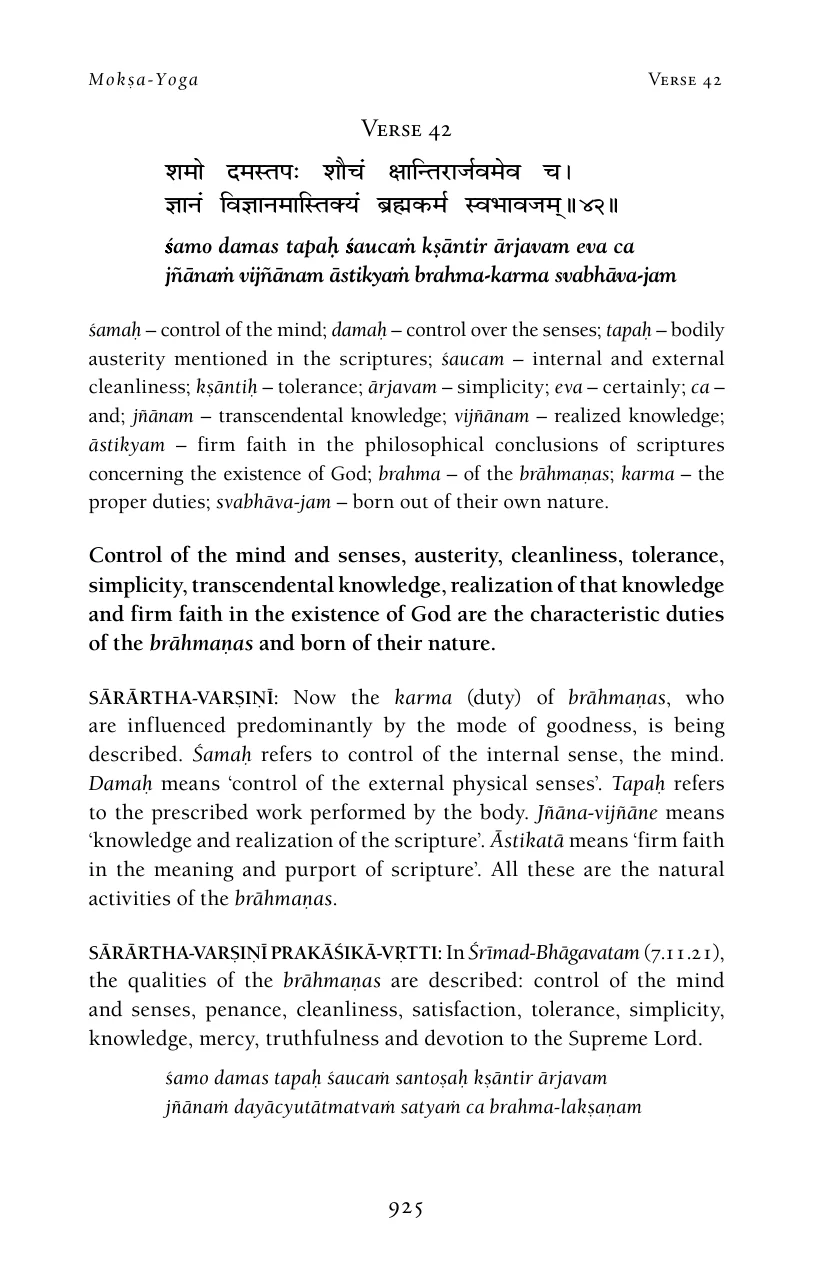 Mokṣa-Yoga
Verse 42
Verse 42
शमो दमस्तपः शौचं क्षान्तिरार्जवमेव च।
ज्ञानं विज्ञानमास्तिक्यं ब्रह्मकर्म स्वभावजम्॥४२॥
śamo damas tapaḥ śaucaṁ kṣāntir ārjavam eva ca
jñānaṁ vijñānam āstikyaṁ brahma-karma svabhāva-jam
śamaḥ – control of the mind; damaḥ – control over the senses; tapaḥ – bodily
austerity mentioned in the scriptures; śaucam – internal and external
cleanliness; kṣāntiḥ – tolerance; ārjavam – simplicity; eva – certainly; ca –
and; jñānam – transcendental knowledge; vijñānam – realized knowledge;
āstikyam – firm faith in the philosophical conclusions of scriptures
concerning the existence of God; brahma – of the brāhmaṇas; karma – the
proper duties; svabhāva-jam – born out of their own nature.
Control of the mind and senses, austerity, cleanliness, tolerance,
simplicity, transcendental knowledge, realization of that knowledge
and firm faith in the existence of God are the characteristic duties
of the brāhmaṇas and born of their nature.
SĀRĀRTHA-VARṢIṆĪ: Now the karma (duty) of brāhmaṇas, who
are influenced predominantly by the mode of goodness, is being
described. Śamaḥ refers to control of the internal sense, the mind.
Damaḥ means ‘control of the external physical senses’. Tapaḥ refers
to the prescribed work performed by the body. Jñāna-vijñāne means
‘knowledge and realization of the scripture’. Āstikatā means ‘firm faith
in the meaning and purport of scripture’. All these are the natural
activities of the brāhmaṇas.
SĀRĀRTHA-VARṢIṆĪ PRAKĀŚIKĀ-VṚTTI: In Śrīmad-Bhāgavatam (7.11.21),
the qualities of the brāhmaṇas are described: control of the mind
and senses, penance, cleanliness, satisfaction, tolerance, simplicity,
knowledge, mercy, truthfulness and devotion to the Supreme Lord.
śamo damas tapaḥ śaucaṁ santoṣaḥ kṣāntir ārjavam
jñānaṁ dayācyutātmatvaṁ satyaṁ ca brahma-lakṣaṇam
925